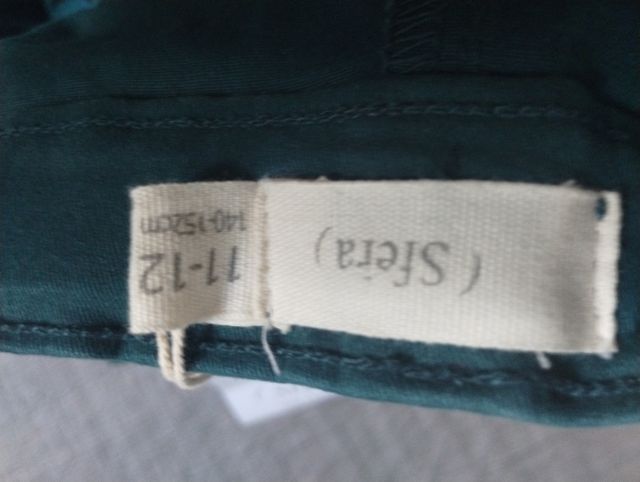 ( Sfera )
11-12
140-152cm